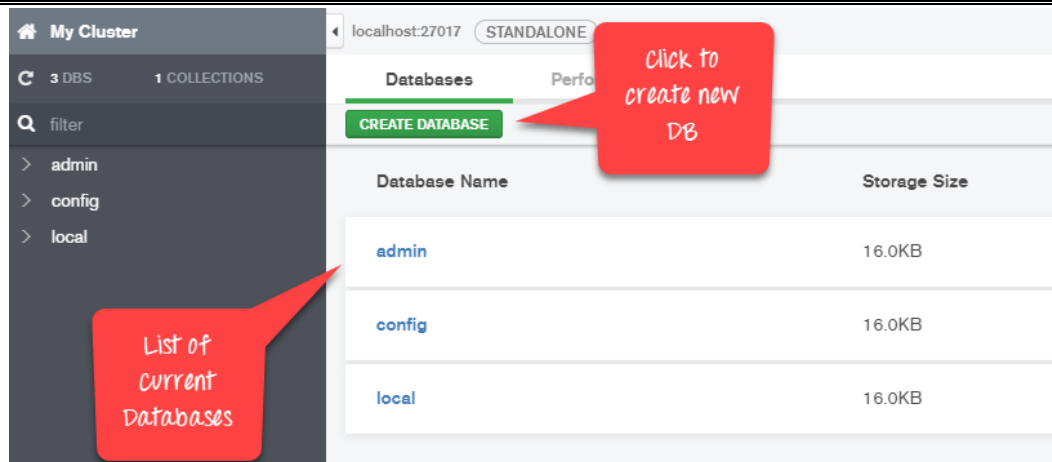 My Cluster
localhost:27017 STANDALONE
3 DBS 1 COLLECTIONS
Databases
filter
CREATE DATABASE
Click to
create new
DB
admin
config
local
Database Name Storage Size
admin 16.0KB
config 16.0KB
local 16.0KB
List of
current
Databases